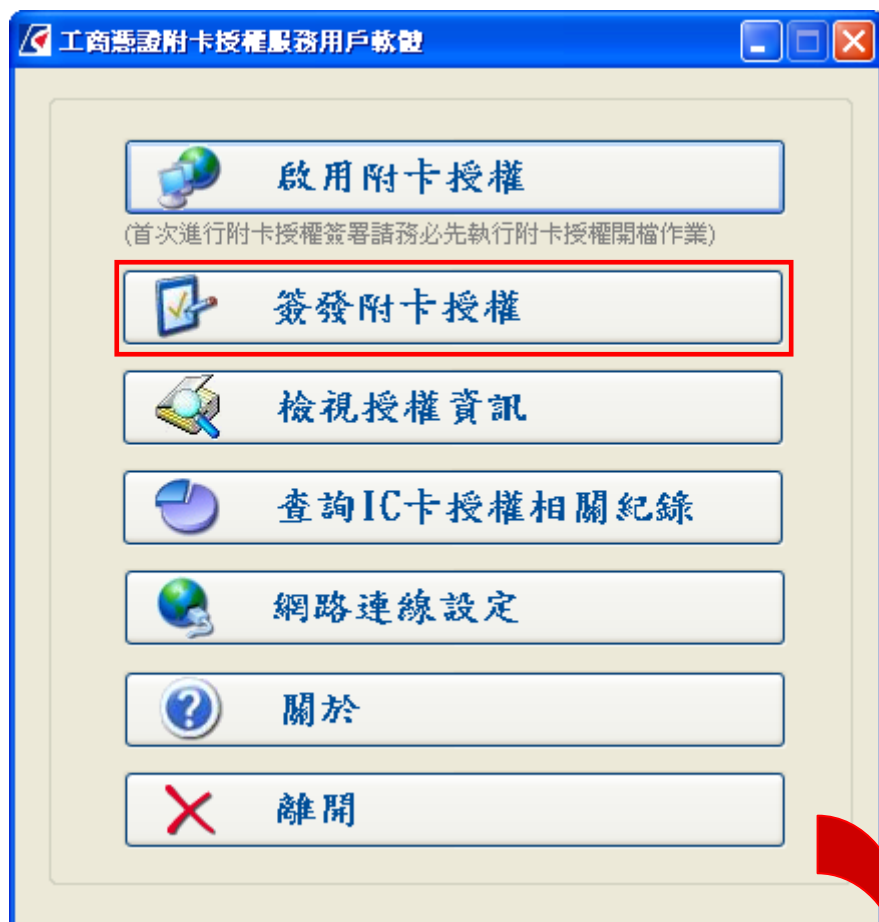 工商憑證附卡授權服務用戶軟體
啟用附卡授權
(首次進行附卡授權簽署請務必先執行附卡授權開檔作業)
簽發附卡授權
檢視授權資訊
查詢IC卡授權相關紀錄
網路連線設定
關於
離開